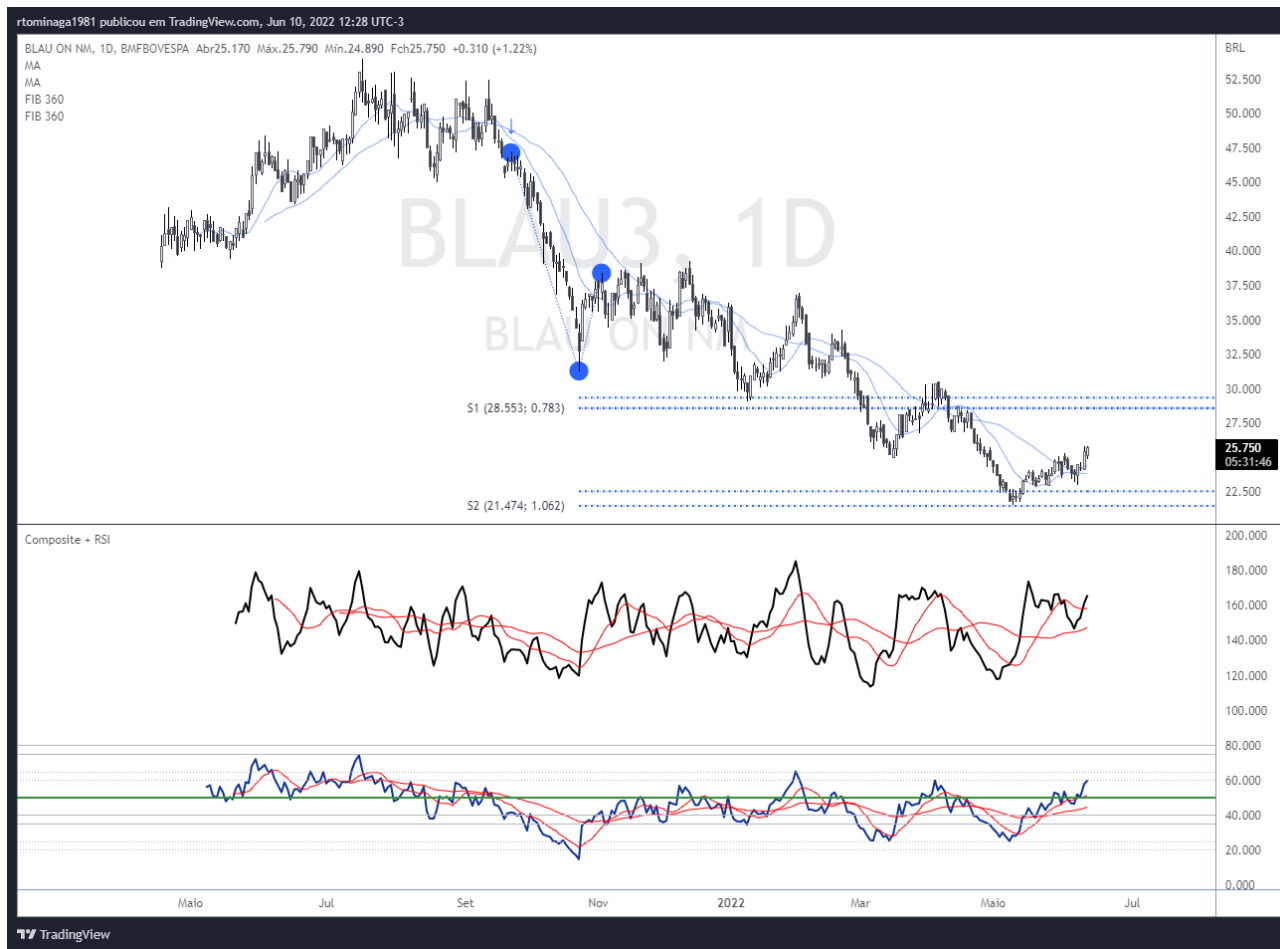 rtominaga1981 publicou em TradingView.com, Jun 10, 2022 12:28 UTC-3
BLAU ON NM, 1D, BMFBOVESPA Abr25.170 Máx.25.790 Mín.24.890 Fch25.750 +0.310 (+1.22%)
BRL
MA
MA
FIB 360
FIB 360
52.500
50.000
47.500
45.000
42.500
40.000
37.500
35.000
32.500
30.000
27.500
25.750
05:31:46
22.500
BLAU3, 1D
BLAU ON NM
S1 (28.553; 0.783)
S2 (21.474; 1.062)
Composite + RSI
200.000
180.000
160.000
140.000
120.000
100.000
80.000
60.000
40.000
20.000
0.000
Maio Jul Set Nov 2022 Mar Maio Jul
TradingView